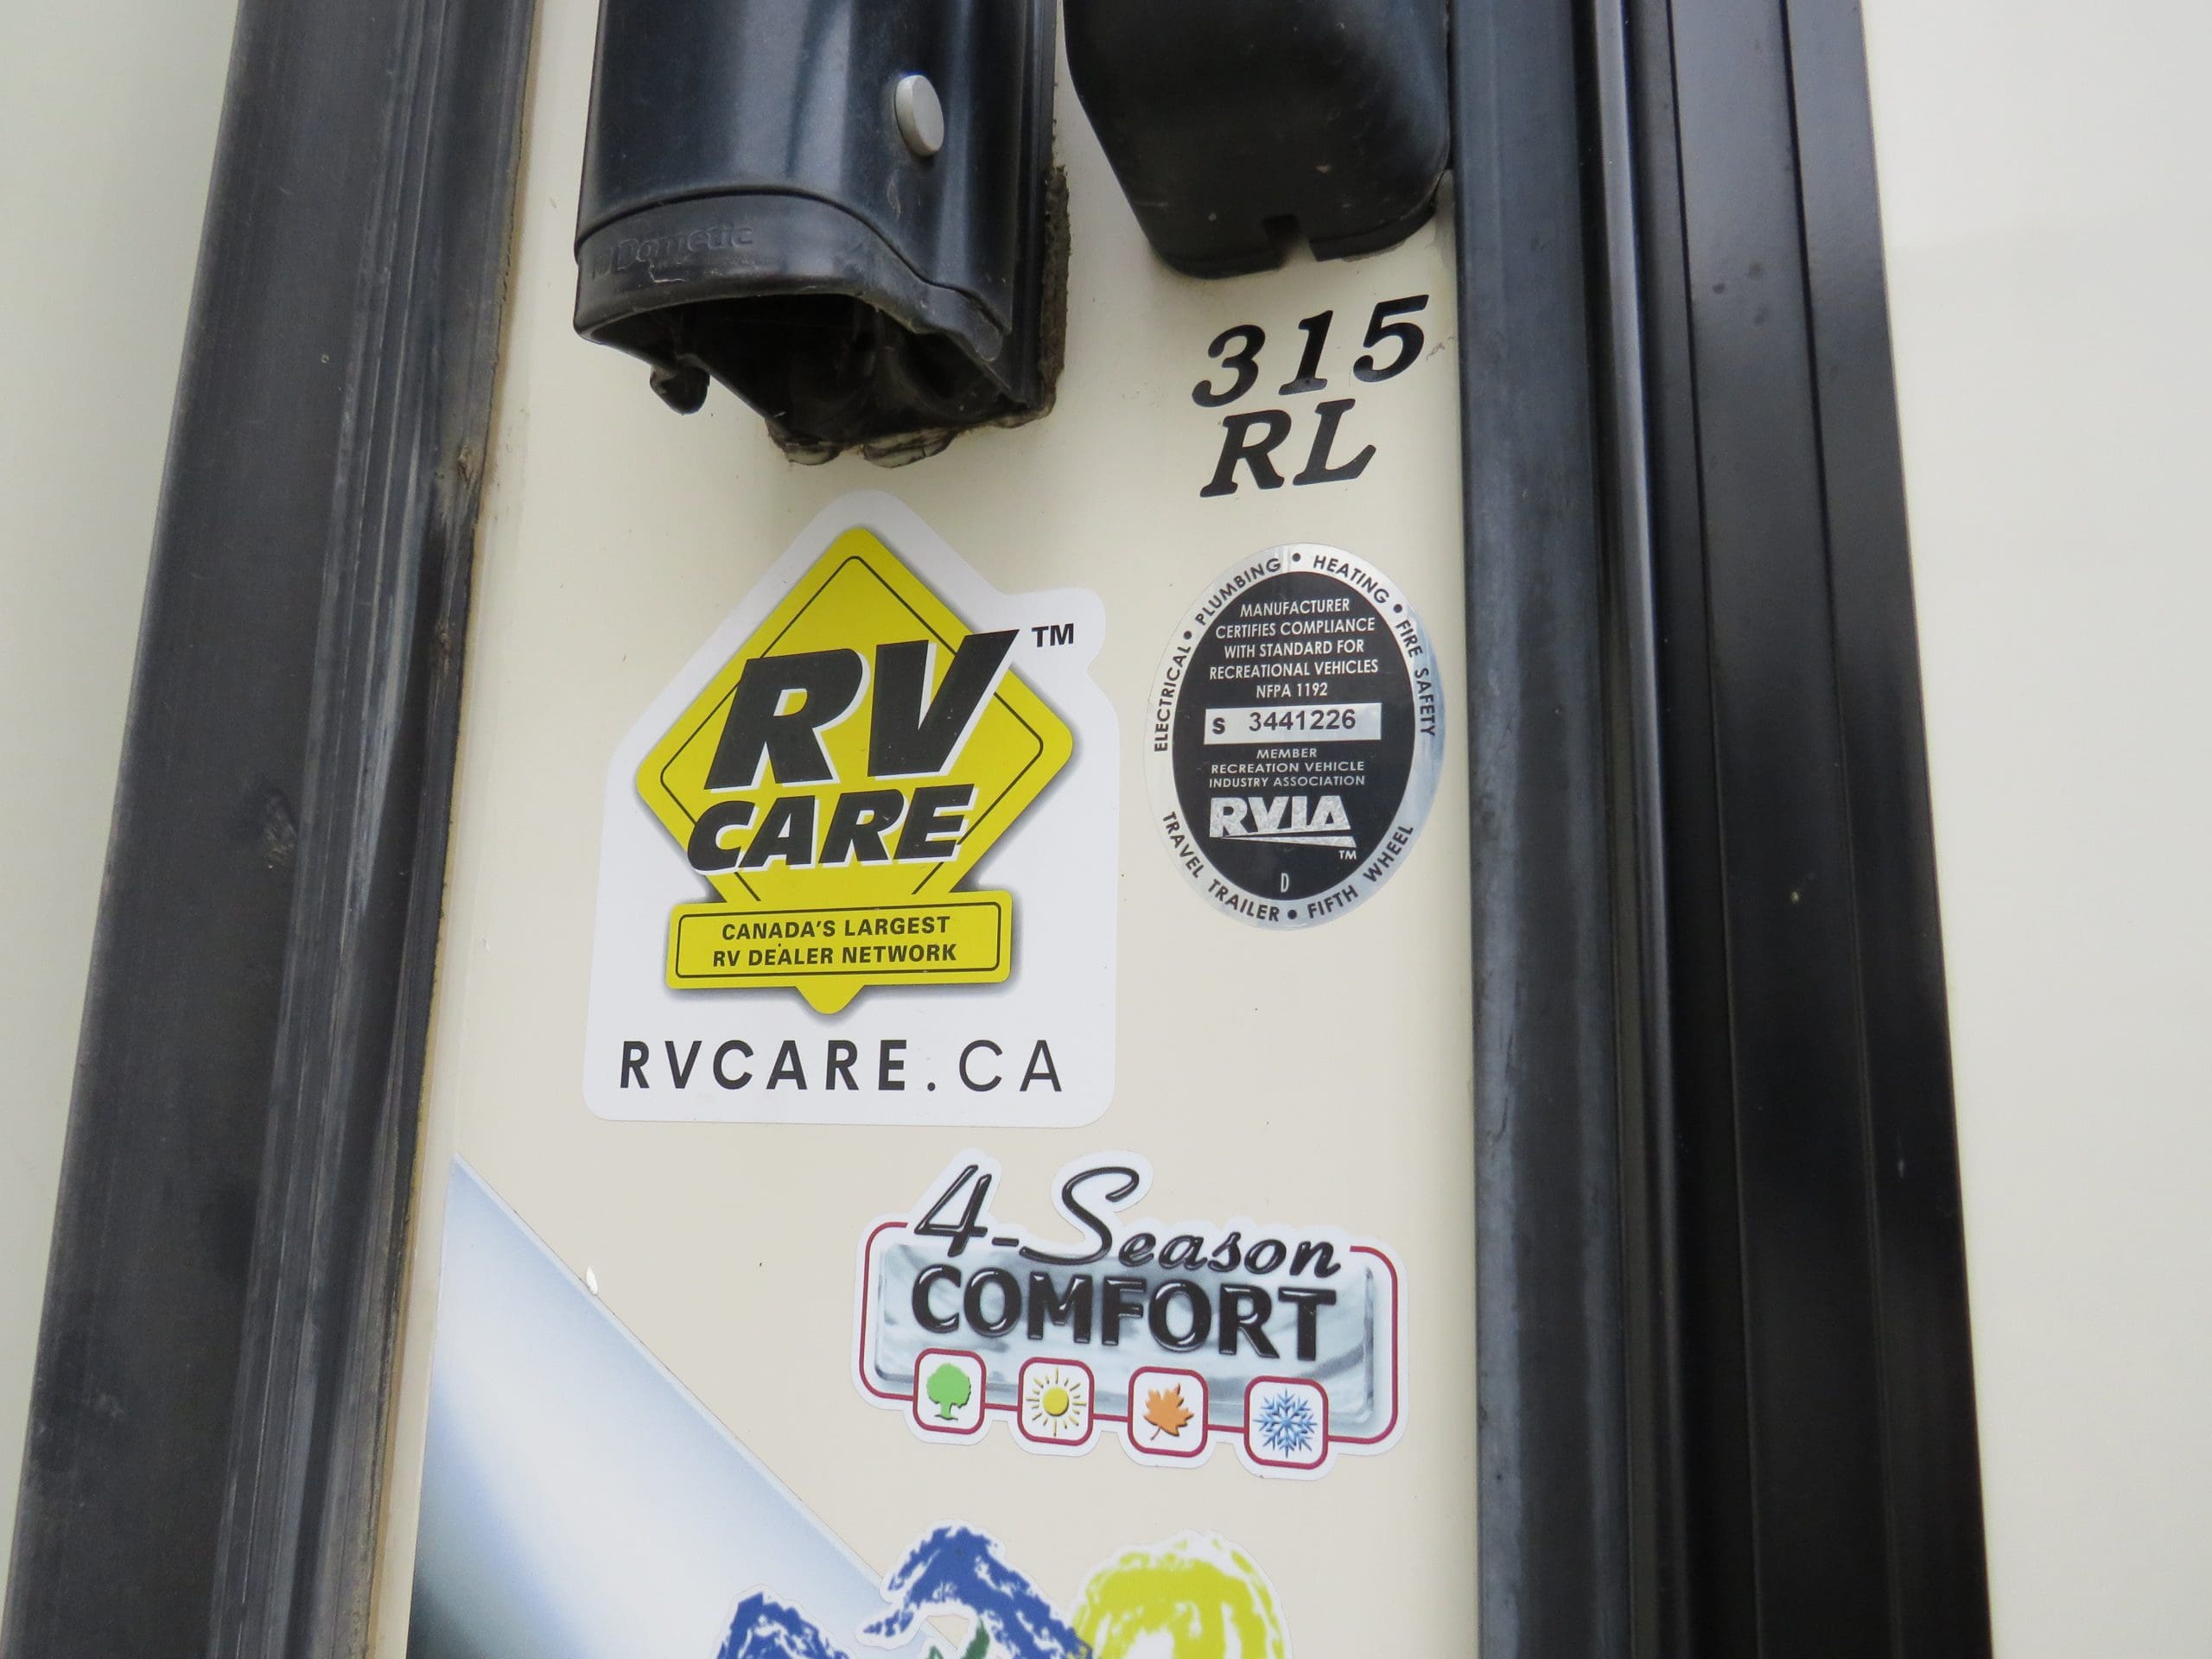 Dometic
315
RL
RV
CARE
TM
CANADA'S LARGEST
RV DEALER NETWORK
RVCARE.CA
ELECTRICAL • PLUMBING • HEATING • FIRE SAFETY
MANUFACTURER
CERTIFIES COMPLIANCE
WITH STANDARD FOR
RECREATIONAL VEHICLES
NFPA 1192
S 3441226
MEMBER
RECREATION VEHICLE
INDUSTRY ASSOCIATION
RVIA
TM
D
TRAVEL TRAILER • FIFTH WHEEL
4-Season
COMFORT